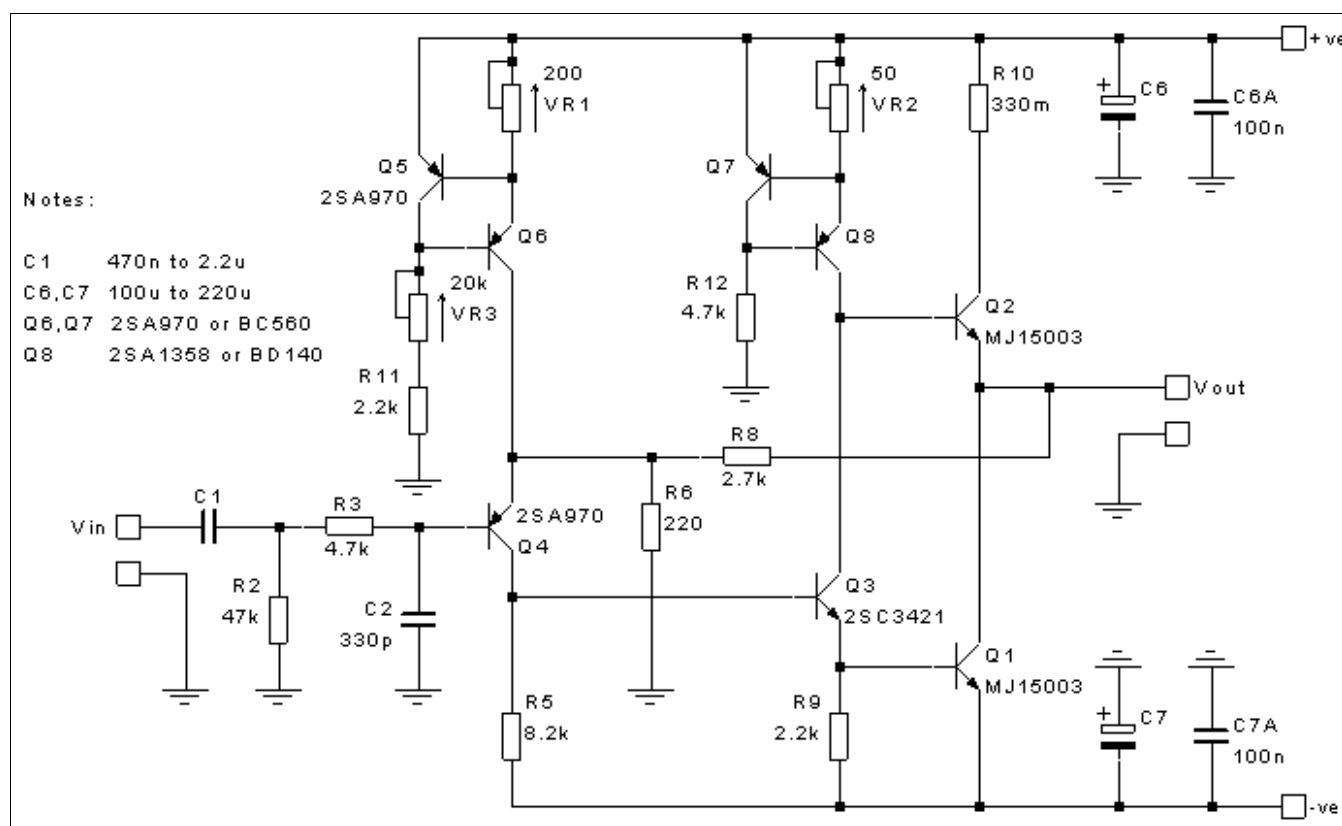 200
VR1
50
VR2
R10
330m
C6
+
C6A
100n
+ve
Q5
2SA970
Q7
Notes:
Q6
Q8
C1 470n to 2.2u
C6,C7 100u to 220u
Q6,Q7 2SA970 or BC560
Q8 2SA1358 or BD140
20k
VR3
R12
4.7k
Q2
MJ15003
R11
2.2k
Vout
R8
2.7k
C1
R3
4.7k
Vin
2SA970
Q4
R6
220
R2
47k
C2
330p
Q3
2SC3421
Q1
MJ15003
R5
8.2k
R9
2.2k
+
C7
C7A
100n
-ve